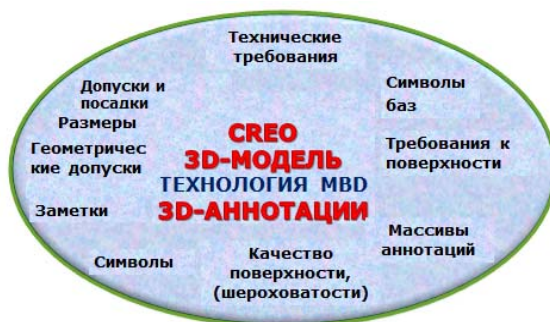 Технические
требования
Допуски и
посадки
Размеры
Геометричес
кие допуски
Заметки
Символы
CREO
3D-МОДЕЛЬ
ТЕХНОЛОГИЯ MBD
3D-АННОТАЦИИ
Качество
поверхности,
(шероховатости)
Символы
баз
Требования к
поверхности
Массивы
аннотаций